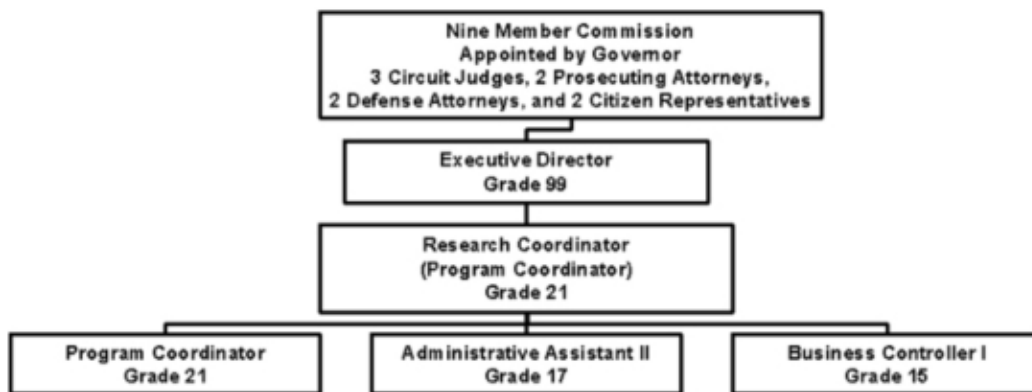 Nine Member Commission
Appointed by Governor
3 Circuit Judges, 2 Prosecuting Attorneys,
2 Defense Attorneys, and 2 Citizen Representatives
Executive Director
Grade 99
Research Coordinator
(Program Coordinator)
Grade 21
Program Coordinator
Grade 21
Administrative Assistant II
Grade 17
Business Controller I
Grade 15